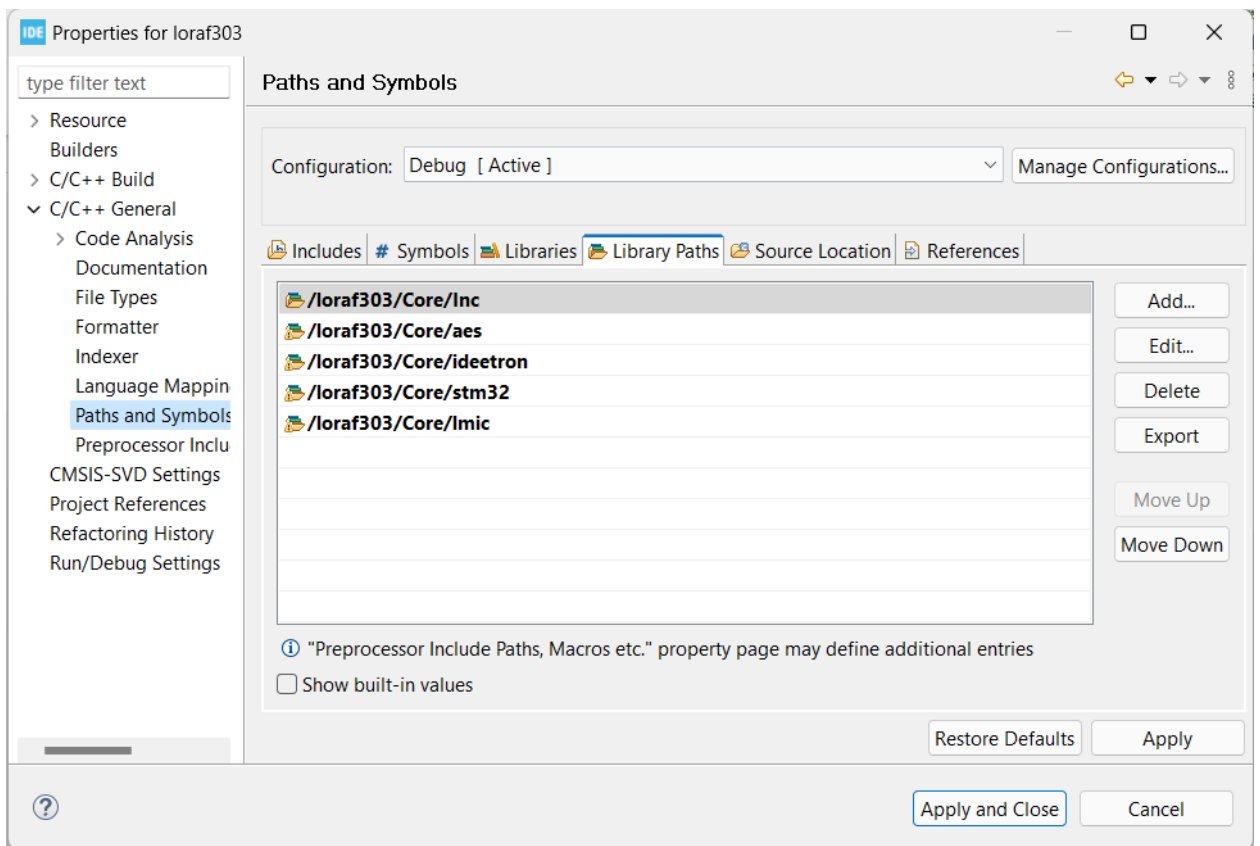 IDE Properties for loraf303
type filter text
Resource
Builders
C/C++ Build
C/C++ General
Code Analysis
Documentation
File Types
Formatter
Indexer
Language Mappin
Paths and Symbols
Preprocessor Inclu
CMSIS-SVD Settings
Project References
Refactoring History
Run/Debug Settings
Paths and Symbols
Configuration: Debug [ Active ] Manage Configurations...
Includes # Symbols Libraries Library Paths Source Location References
/loraf303/Core/Inc
/loraf303/Core/aes
/loraf303/Core/ideetron
/loraf303/Core/stm32
/loraf303/Core/lmic
Add...
Edit...
Delete
Export
Move Up
Move Down
"Preprocessor Include Paths, Macros etc." property page may define additional entries
Show built-in values
Restore Defaults Apply
? Apply and Close Cancel